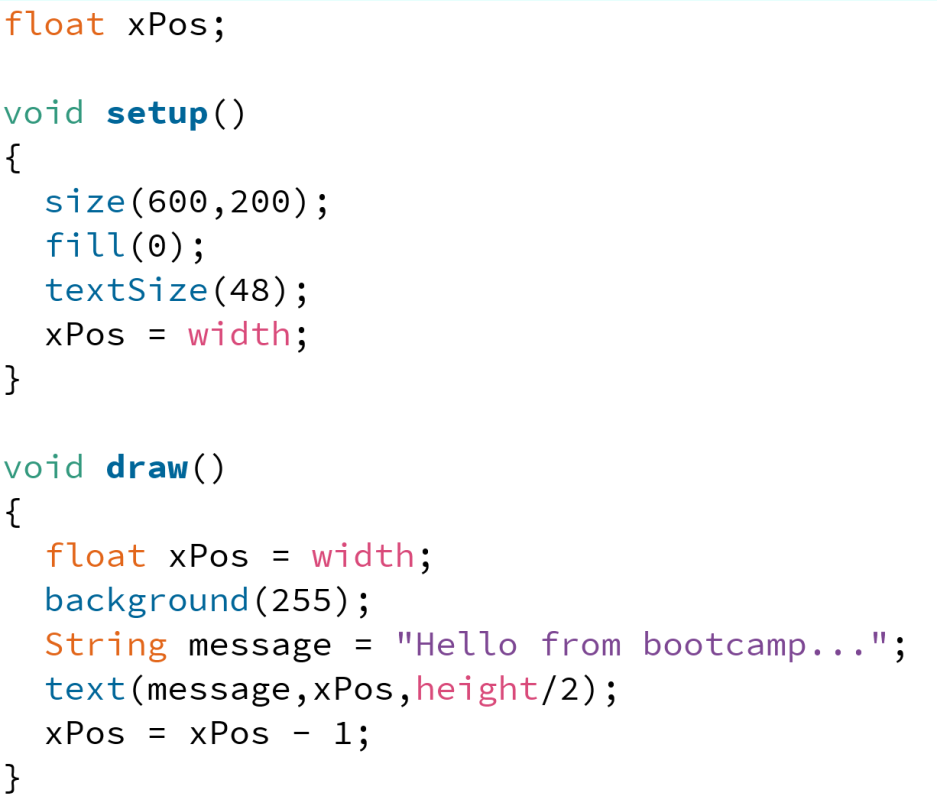 float xPos;
void setup()
{
size(600,200);
fill(0);
textSize(48);
xPos = width;
}
void draw()
{
float xPos = width;
background(255);
String message = "Hello from bootcamp...";
text(message,xPos,height/2);
xPos = xPos - 1;
}